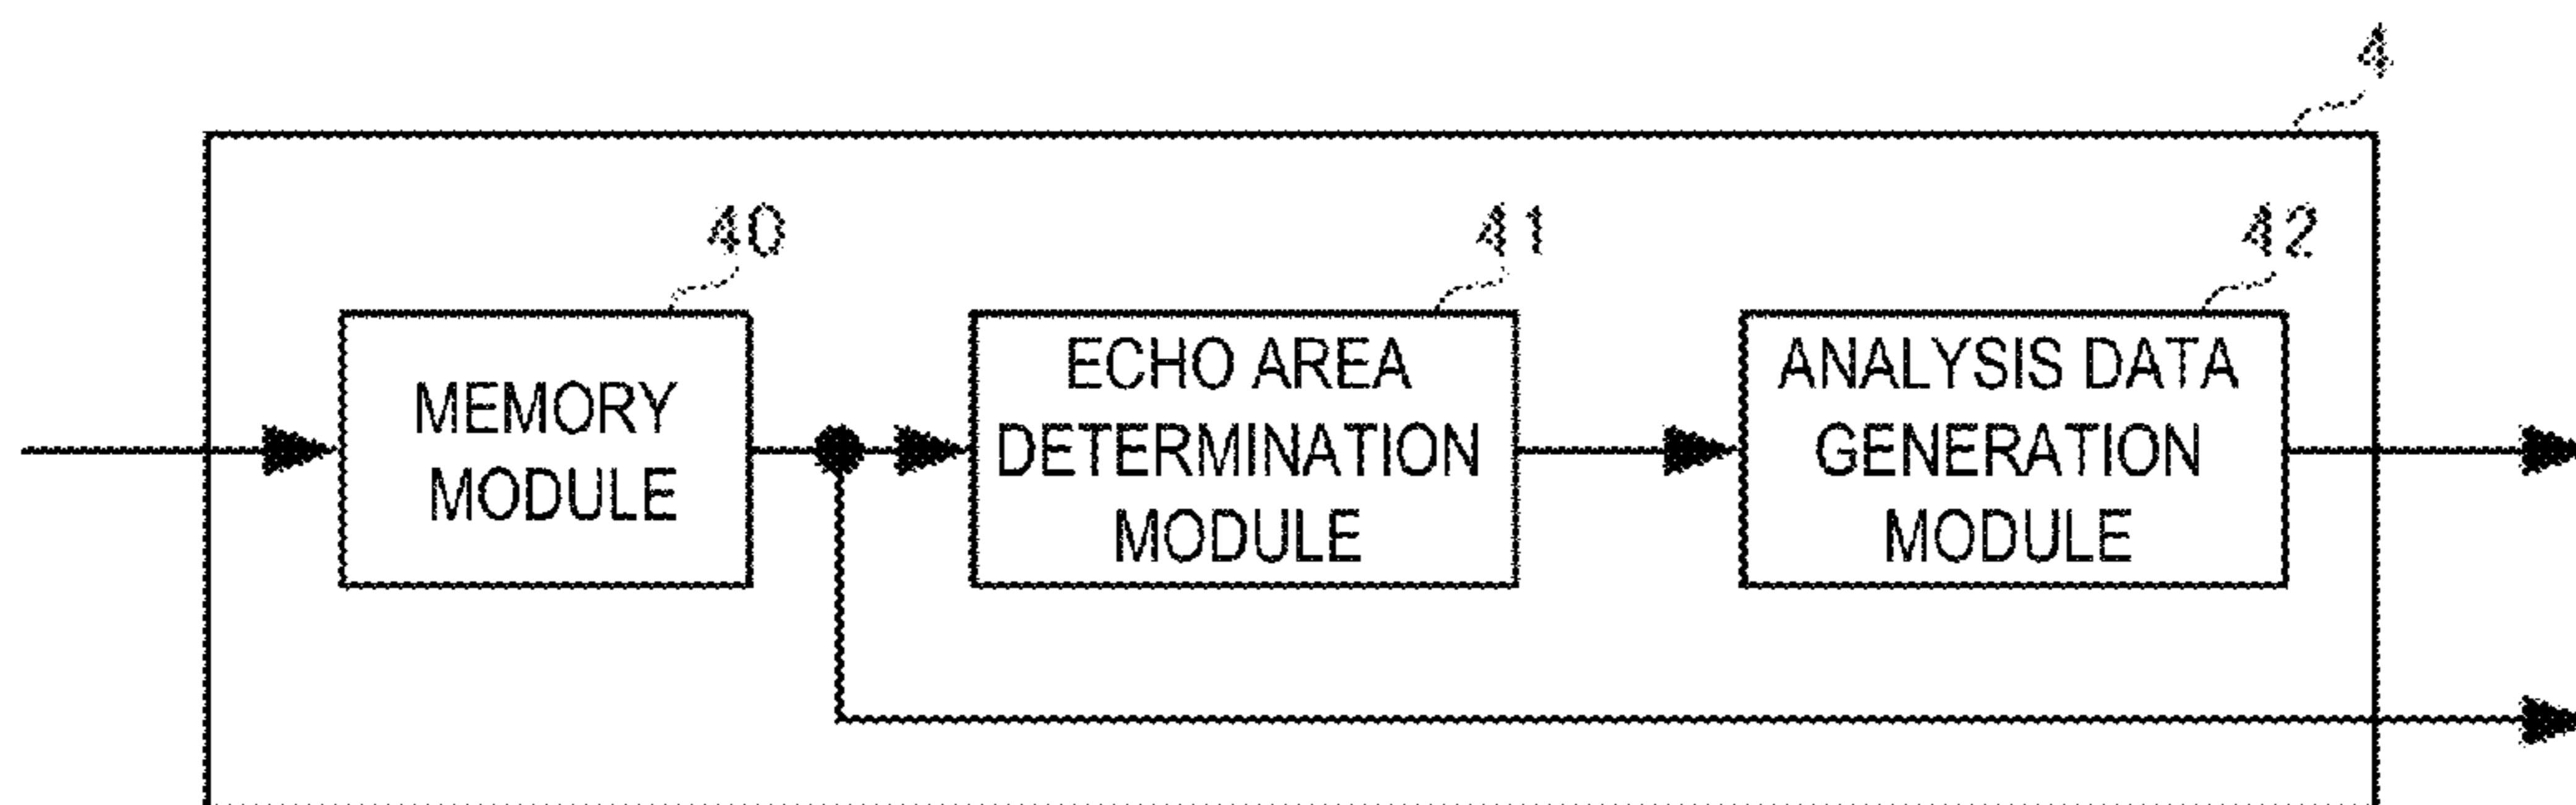 4
40
41
42
MEMORY
MODULE
ECHO AREA
DETERMINATION
MODULE
ANALYSIS DATA
GENERATION
MODULE